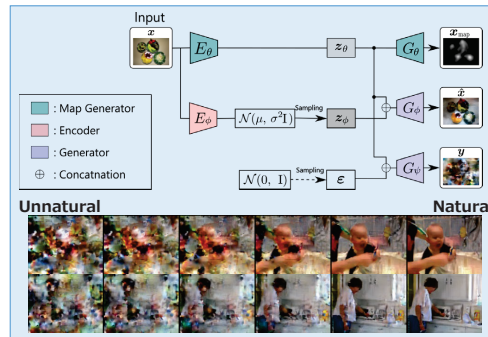 Input
x
E_θ
z_θ
G_θ
x_map
E_ϕ
N(μ, σ²I)
Sampling
z_ϕ
G_ϕ
x̂
N(0, I)
Sampling
ε
G_ψ
y
: Map Generator
: Encoder
: Generator
⊕ : Concatnation
Unnatural
Natura